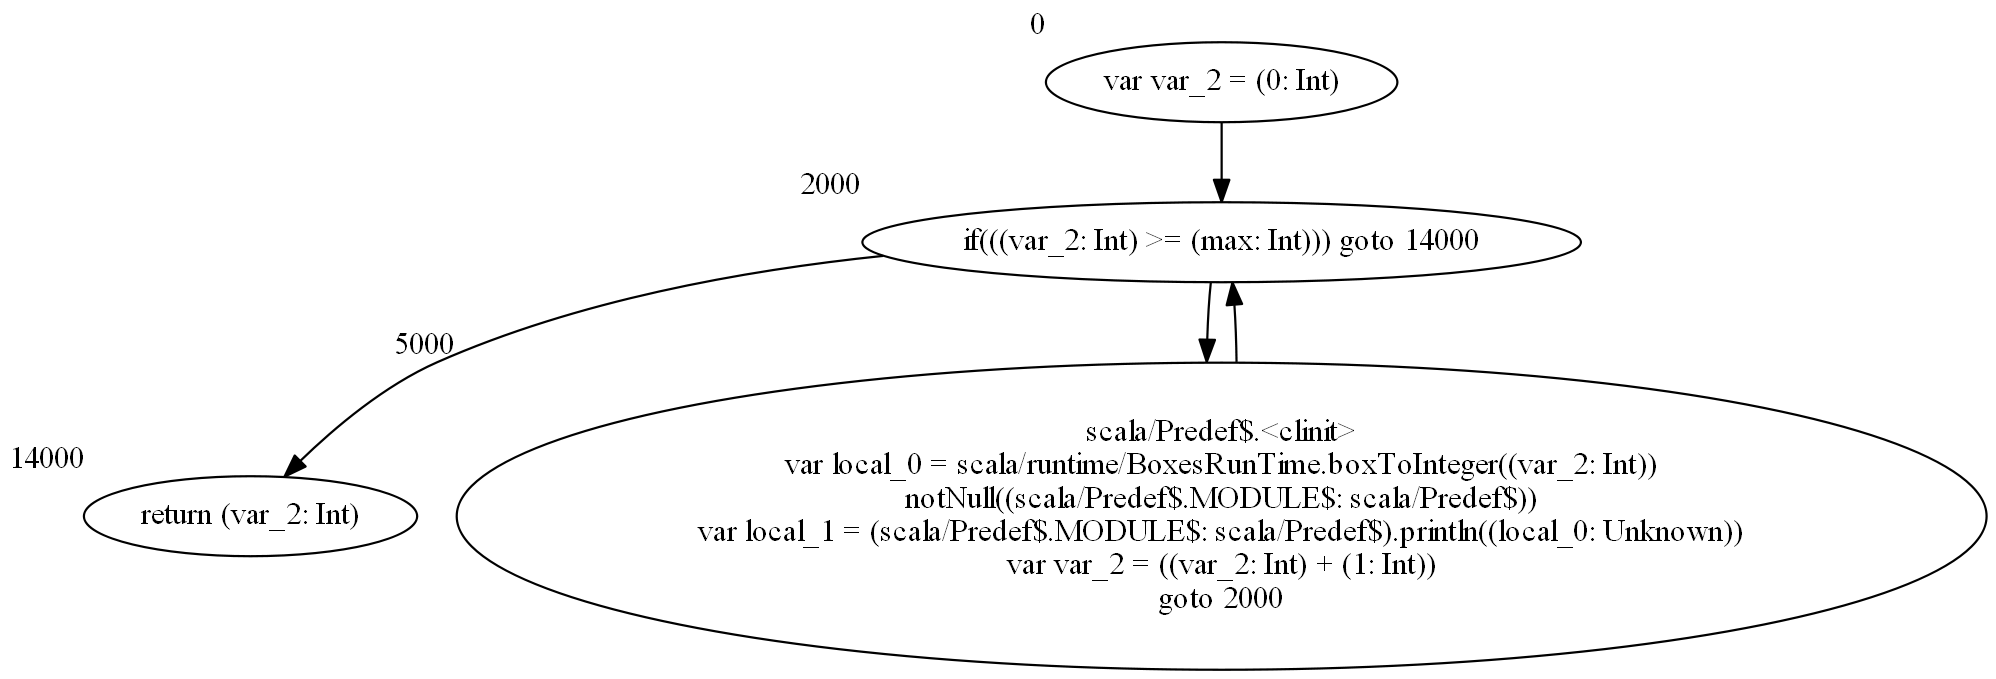 0
var var_2 = (0: Int)
2000
if(((var_2: Int) >= (max: Int))) goto 14000
5000
scala/Predef$.<clinit>
var local_0 = scala/runtime/BoxesRunTime.boxToInteger((var_2: Int))
notNull((scala/Predef$.MODULE$: scala/Predef$))
var local_1 = (scala/Predef$.MODULE$: scala/Predef$).println((local_0: Unknown))
var var_2 = ((var_2: Int) + (1: Int))
goto 2000
14000
return (var_2: Int)